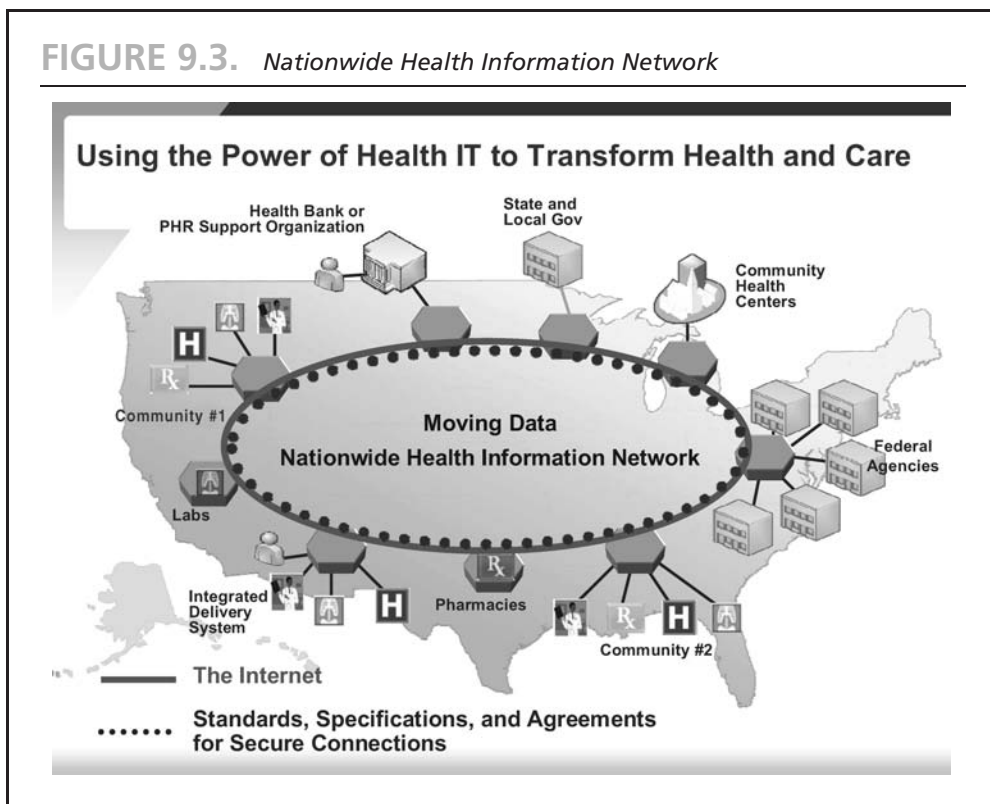 FIGURE 9.3. Nationwide Health Information Network
Using the Power of Health IT to Transform Health and Care
Health Bank or
PHR Support Organization
State and
Local Gov
Community
Health
Centers
H
Rx
Community #1
Moving Data
Nationwide Health Information Network
Federal
Agencies
Labs
Integrated
Delivery
System
H
Rx
Pharmacies
Rx
H
Community #2
The Internet
Standards, Specifications, and Agreements
for Secure Connections